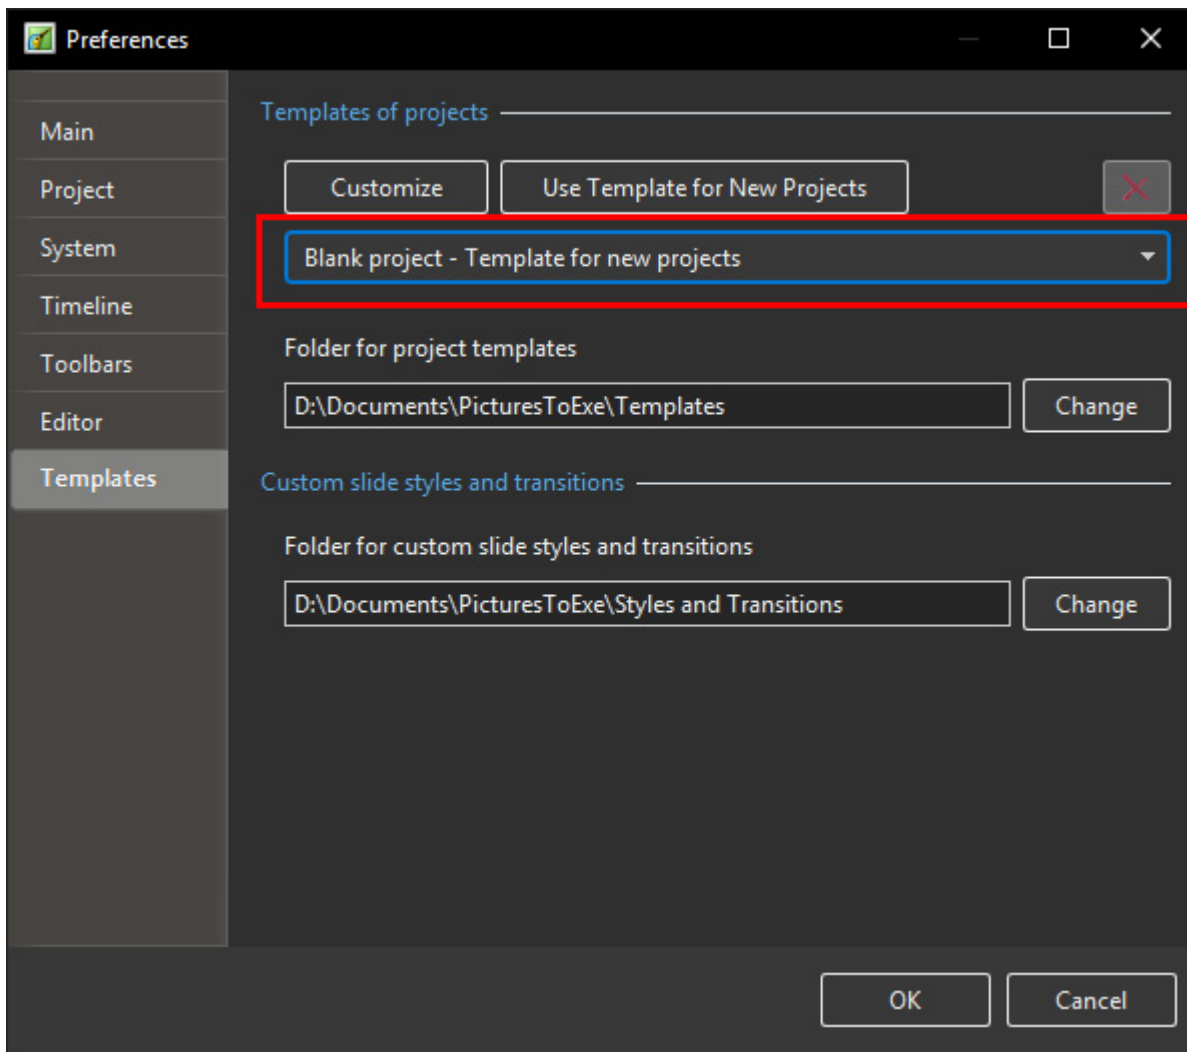 Preferences
Main
Project
System
Timeline
Toolbars
Editor
Templates
Templates of projects
Customize
Use Template for New Projects
Blank project - Template for new projects
Folder for project templates
D:\Documents\PicturesToExe\Templates
Change
Custom slide styles and transitions
Folder for custom slide styles and transitions
D:\Documents\PicturesToExe\Styles and Transitions
Change
OK
Cancel